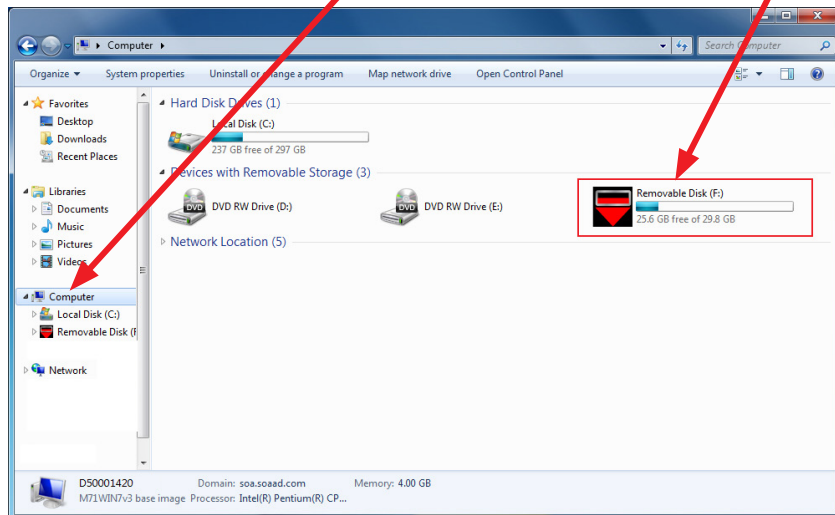 Computer
Search Computer
Organize
System properties
Uninstall or change a program
Map network drive
Open Control Panel
Favorites
Desktop
Downloads
Recent Places
Libraries
Documents
Music
Pictures
Videos
Computer
Local Disk (C:)
Removable Disk (F
Network
Hard Disk Drives (1)
Local Disk (C:)
237 GB free of 297 GB
Devices with Removable Storage (3)
DVD
DVD RW Drive (D:)
DVD
DVD RW Drive (E:)
Removable Disk (F:)
25.6 GB free of 29.8 GB
Network Location (5)
D50001420 Domain: soa.soaad.com Memory: 4.00 GB
M71WIN7v3 base image Processor: Intel(R) Pentium(R) CP...